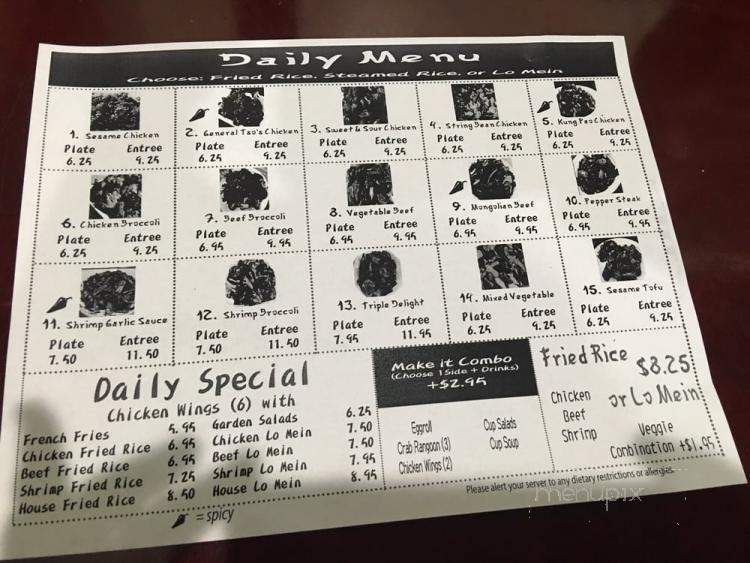 Daily Menu
Choose: Fried Rice, Steamed Rice, or Lo Mein
1. Sesame Chicken
Plate Entree
6.25 9.25
2. General Tao's Chicken
Plate Entree
6.25 9.25
3. Sweet & Sour Chicken
Plate Entree
6.25 9.25
4. String Bean Chicken
Plate Entree
6.25 9.25
5. Kung Pao Chicken
Plate Entree
6.25 9.25
6. Chicken Broccoli
Plate Entree
6.25 9.25
7. Beef Broccoli
Plate Entree
6.95 9.95
8. Vegetable Beef
Plate Entree
6.95 9.95
9. Mongolian Beef
Plate Entree
6.95 9.95
10. Pepper Steak
Plate Entree
6.95 9.95
11. Shrimp Garlic Sauce
Plate Entree
7.50 11.50
12. Shrimp Broccoli
Plate Entree
7.50 11.50
13. Triple Delight
Plate Entree
7.95 11.95
14. Mixed Vegetable
Plate Entree
6.25 9.25
15. Sesame Tofu
Plate Entree
6.25 9.25
Daily Special
Chicken Wings (6) with
French Fries 5.95
Chicken Fried Rice 6.95
Beef Fried Rice 6.95
Shrimp Fried Rice 7.25
House Fried Rice 8.50
Garden Salads 6.25
Chicken Lo Mein 7.50
Beef Lo Mein 7.50
Shrimp Lo Mein 7.95
House Lo Mein 8.95
Make it Combo
(Choose 1 Side + Drinks)
+$2.95
Eggroll
Crab Rangoon (3)
Chicken Wings (2)
Cup Salads
Cup Soup
Fried Rice $8.25
or Lo Mein
Chicken
Beef
Shrimp
Veggie
Combination +$1.95
Please alert your server to any dietary restrictions or allergies.
= spicy
menupix